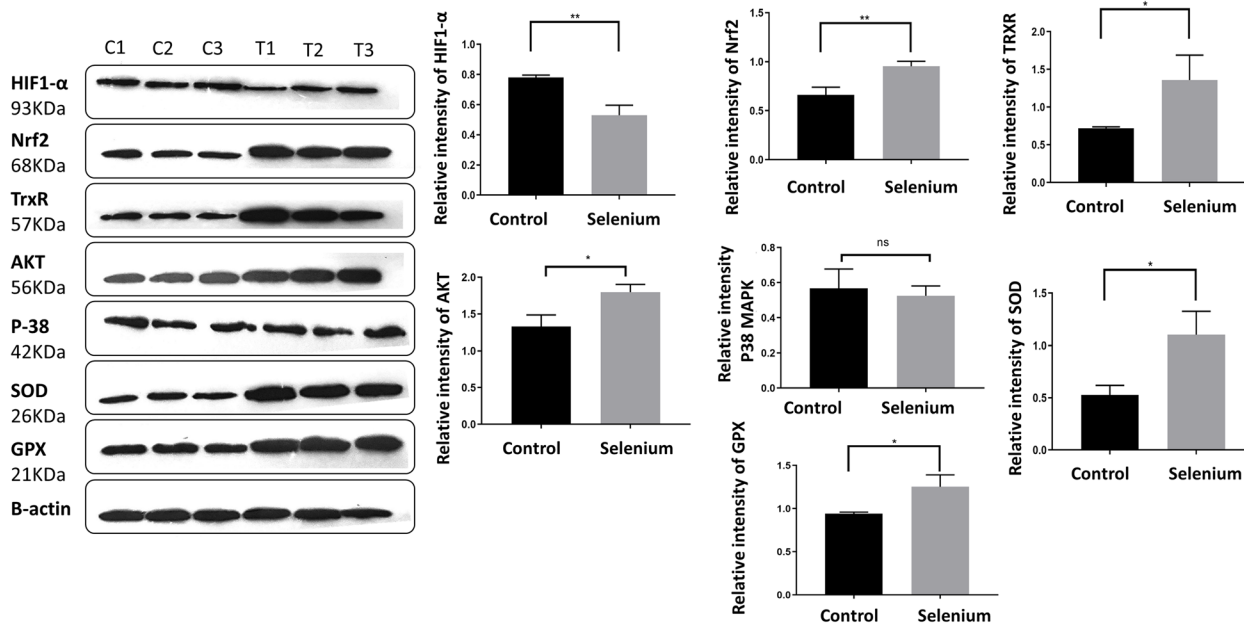 C1 C2 C3 T1 T2 T3
HIF1-α
93KDa
Nrf2
68KDa
TrxR
57KDa
AKT
56KDa
P-38
42KDa
SOD
26KDa
GPX
21KDa
B-actin
Relative intensity of HIF1-α
**
1.0
0.8
0.6
0.4
0.2
0.0
Control Selenium
Relative intensity of Nrf2
**
1.5
1.0
0.5
0.0
Control Selenium
Relative intensity of TRXR
*
2.0
1.5
1.0
0.5
0.0
Control Selenium
Relative intensity of AKT
*
2.0
1.5
1.0
0.5
0.0
Control Selenium
Relative intensity
P38 MAPK
ns
0.8
0.6
0.4
0.2
0.0
Control Selenium
Relative intensity of SOD
*
1.5
1.0
0.5
0.0
Control Selenium
Relative intensity of GPX
*
1.5
1.0
0.5
0.0
Control Selenium